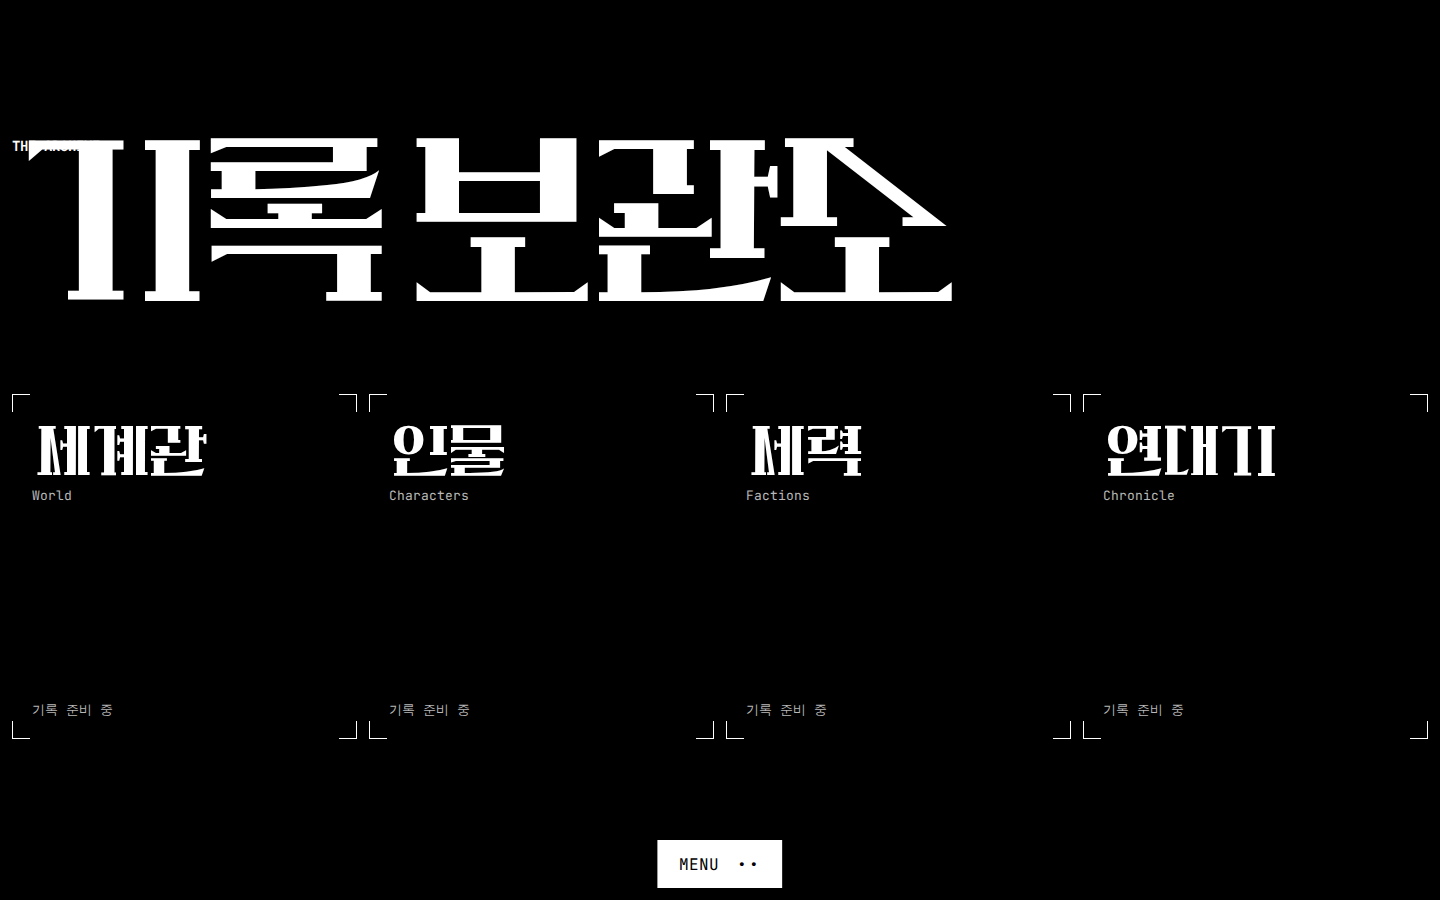 기록보관소
세계관
World
기록 준비 중
인물
Characters
기록 준비 중
세력
Factions
기록 준비 중
연대기
Chronicle
기록 준비 중
MENU ••